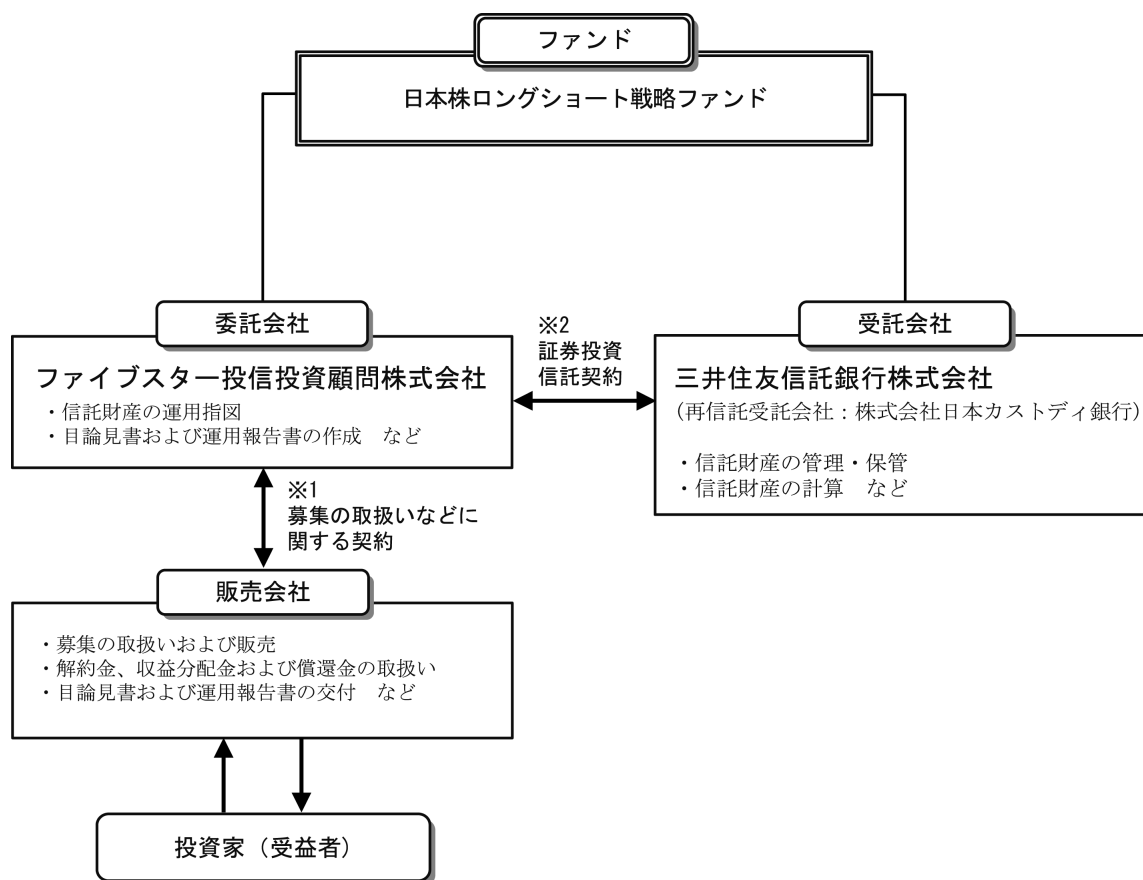 ファンド
日本株ロングショート戦略ファンド
委託会社
ファイブスター投信投資顧問株式会社
・信託財産の運用指図
・目論見書および運用報告書の作成　など
※2
証券投資
信託契約
受託会社
三井住友信託銀行株式会社
(再信託受託会社：株式会社日本カストディ銀行)
・信託財産の管理・保管
・信託財産の計算　など
※1
募集の取扱いなどに
関する契約
販売会社
・募集の取扱いおよび販売
・解約金、収益分配金および償還金の取扱い
・目論見書および運用報告書の交付　など
投資家（受益者）